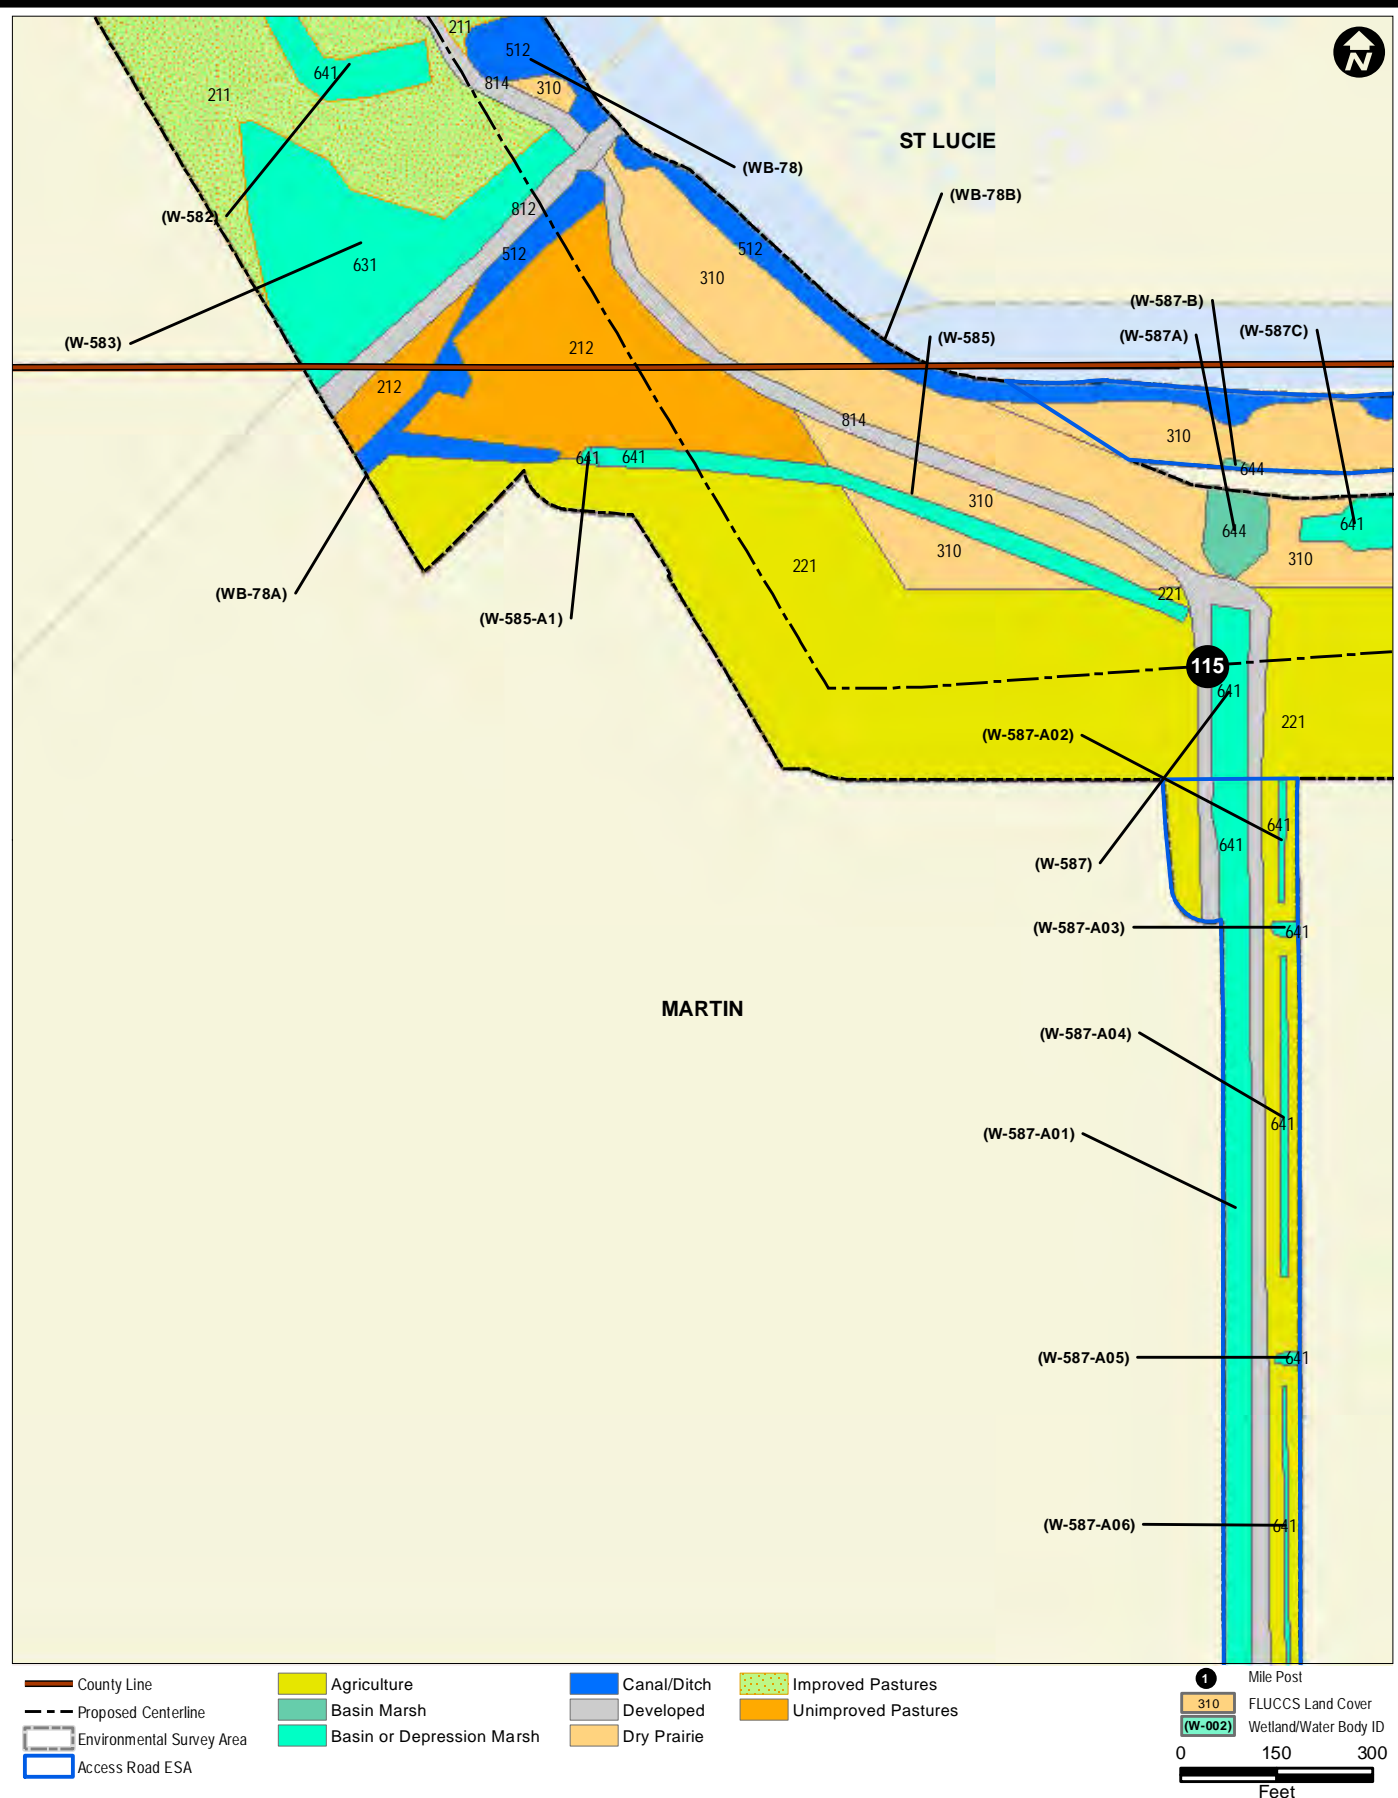 211
512
641
814
310
N
211
ST LUCIE
(WB-78)
(WB-78B)
(W-582)
812
512
512
631
310
(W-587-B)
(W-587A)
(W-587C)
(W-583)
(W-585)
212
212
814
310
641
641
644
310
641
644
310
310
221
(WB-78A)
221
(W-585-A1)
115
641
221
(W-587-A02)
641
641
(W-587)
(W-587-A03)
641
MARTIN
(W-587-A04)
641
(W-587-A01)
(W-587-A05)
641
(W-587-A06)
641
County Line
Proposed Centerline
Environmental Survey Area
Access Road ESA
Agriculture
Basin Marsh
Basin or Depression Marsh
Canal/Ditch
Developed
Dry Prairie
Improved Pastures
Unimproved Pastures
1 Mile Post
310 FLUCCS Land Cover
(W-002) Wetland/Water Body ID
0 150 300
Feet